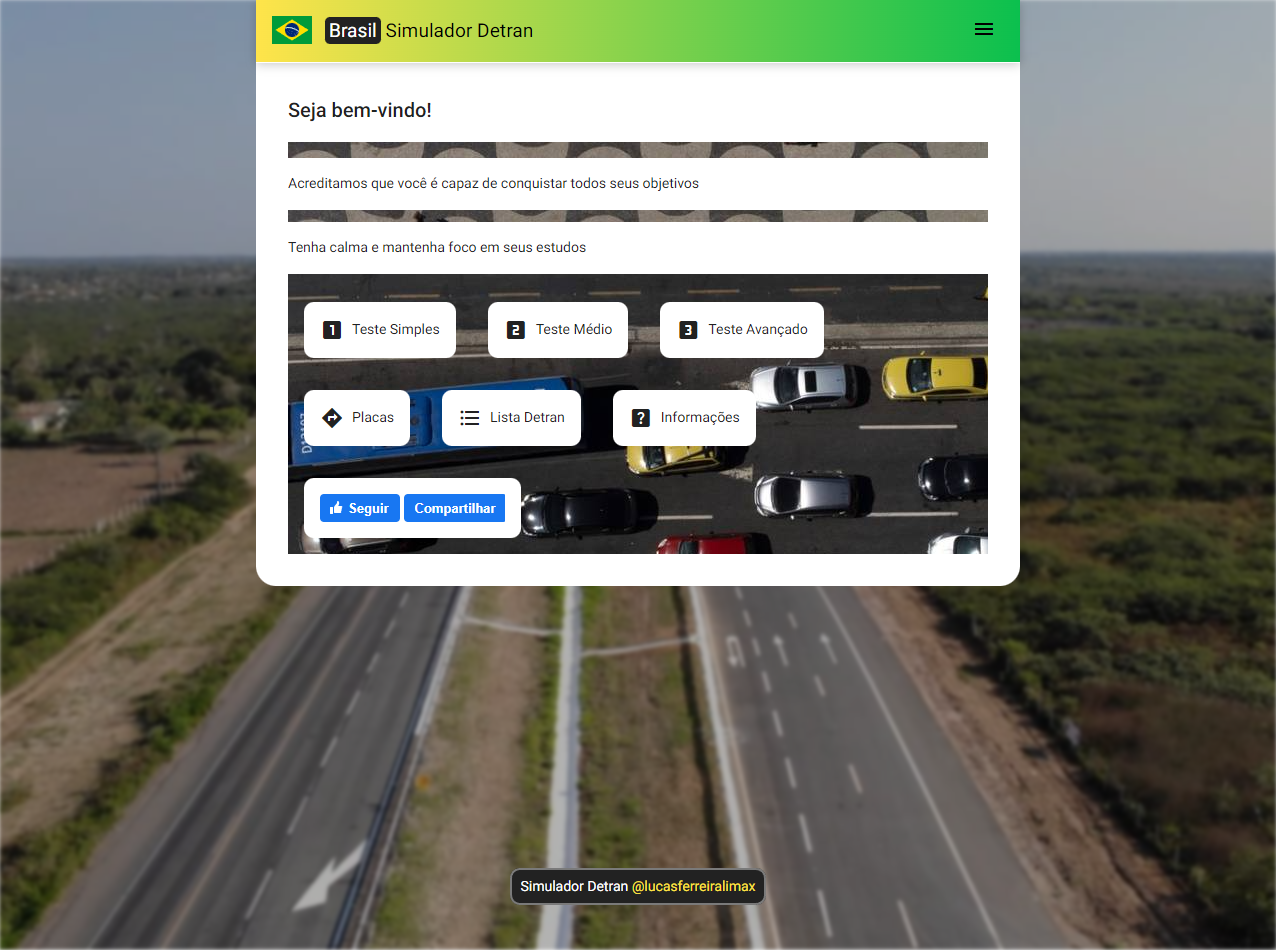 Brasil Simulador Detran
Seja bem-vindo!
Acreditamos que você é capaz de conquistar todos seus objetivos
Tenha calma e mantenha foco em seus estudos
1 Teste Simples
2 Teste Médio
3 Teste Avançado
Placas
Lista Detran
? Informações
Seguir
Compartilhar
Simulador Detran @lucasferreiralimax